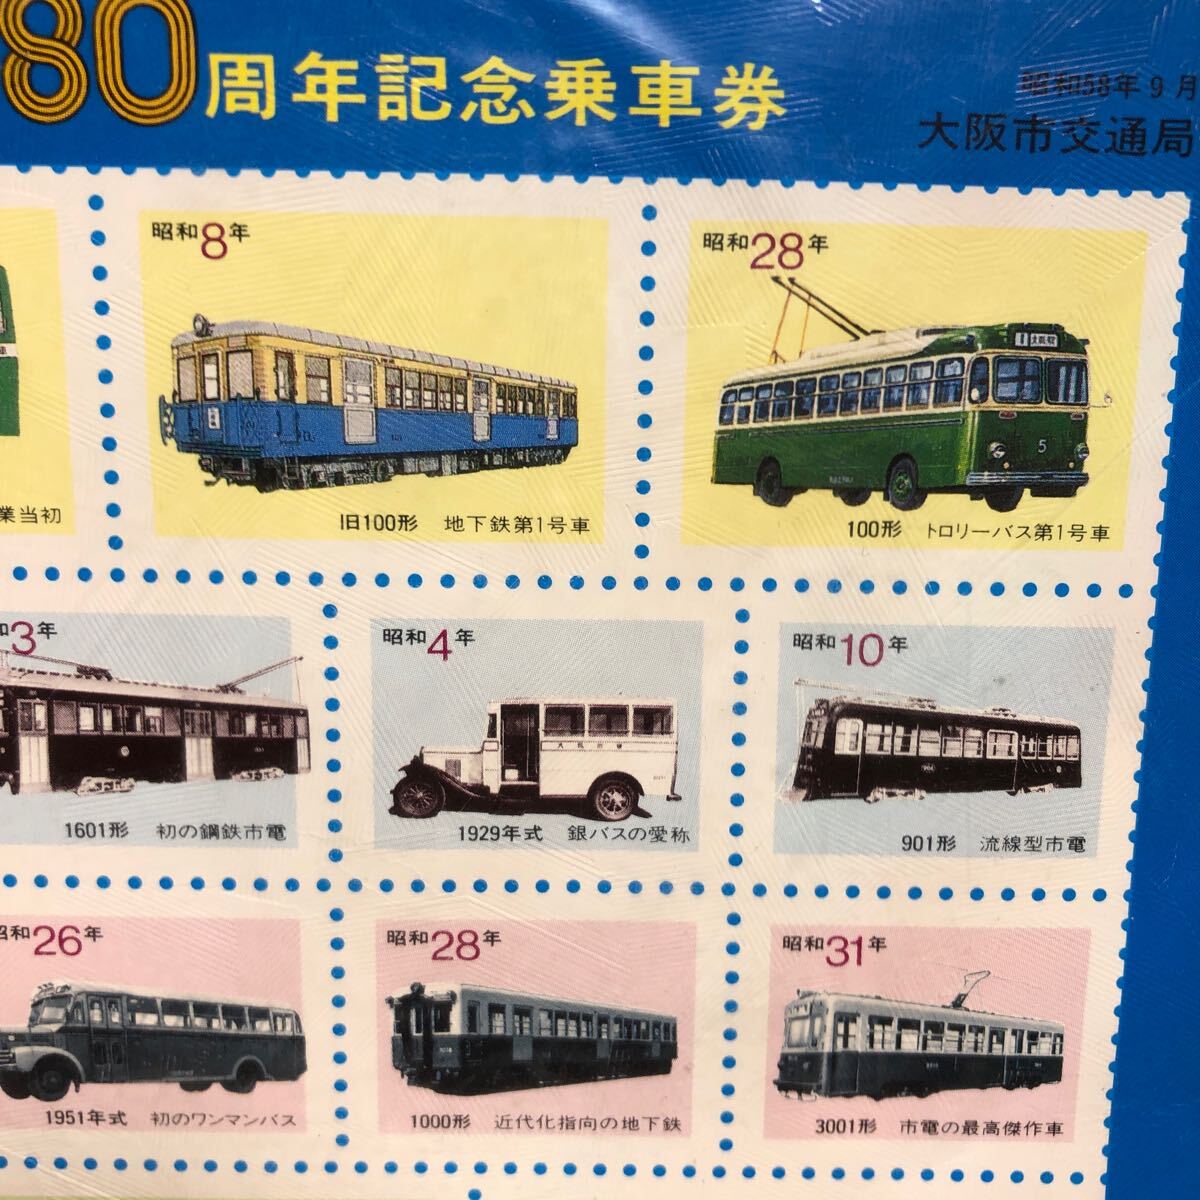 80周年記念乗車券
昭和58年9月
大阪市交通局
業当初
昭和8年
旧100形 地下鉄第1号車
昭和28年
5
100形 トロリーバス第1号車
和3年
1601形 初の鋼鉄市電
昭和4年
1929年式 銀バスの愛称
昭和10年
901形 流線型市電
昭和26年
1951年式 初のワンマンバス
昭和28年
1000形 近代化指向の地下鉄
昭和31年
3001形 市電の最高傑作車